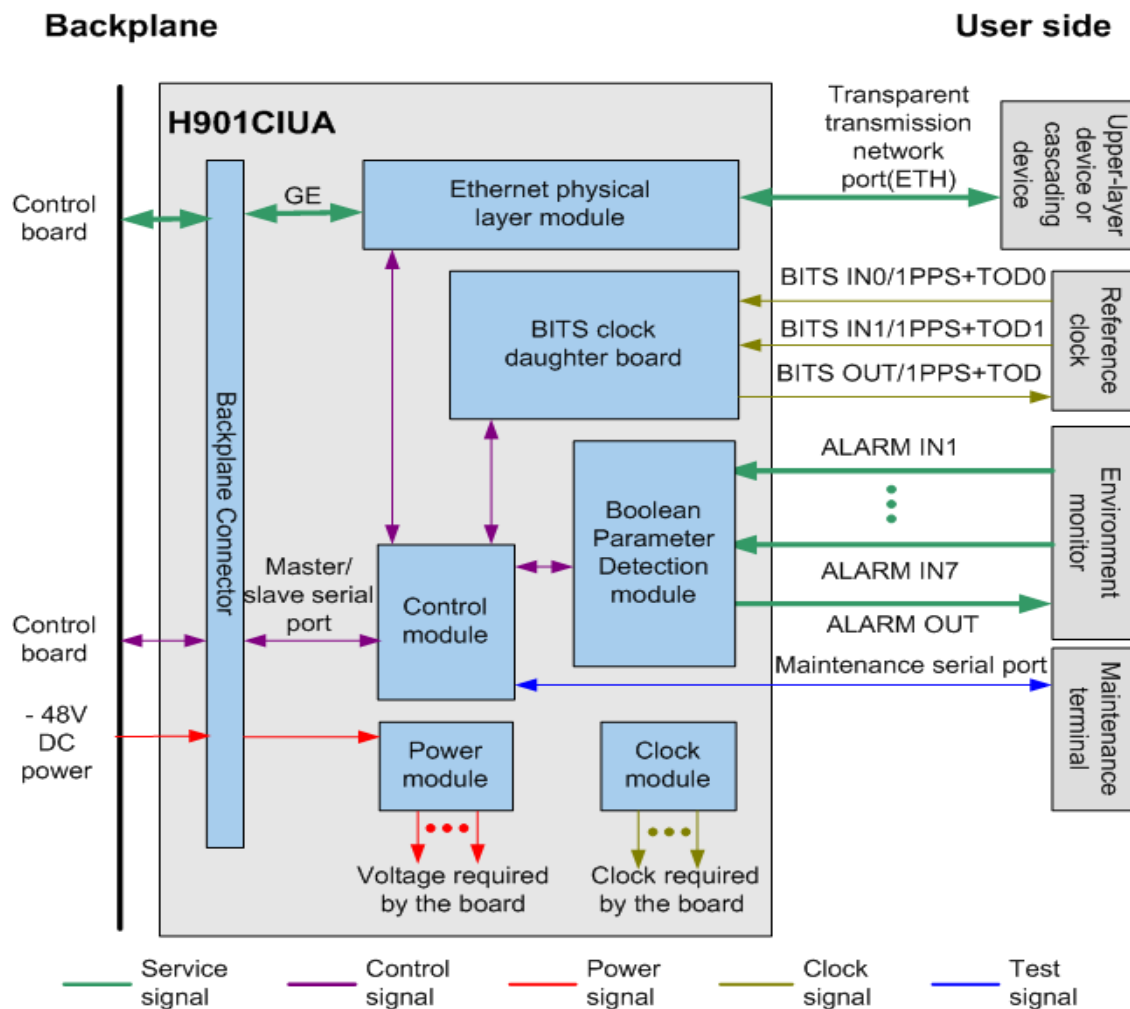 Backplane
User side
H901CIUA
Transparent
transmission
network
port(ETH)
Upper-layer
device or
cascading
device
Control
board
GE
Ethernet physical
layer module
BITS clock
daughter board
BITS IN0/1PPS+TOD0
BITS IN1/1PPS+TOD1
BITS OUT/1PPS+TOD
Reference
clock
Backplane Connector
Boolean
Parameter
Detection
module
ALARM IN1
ALARM IN7
ALARM OUT
Environment
monitor
Control
board
Master/
slave serial
port
Control
module
Maintenance serial port
Maintenance
terminal
- 48V
DC
power
Power
module
Clock
module
Voltage required
by the board
Clock required
by the board
Service
signal
Control
signal
Power
signal
Clock
signal
Test
signal